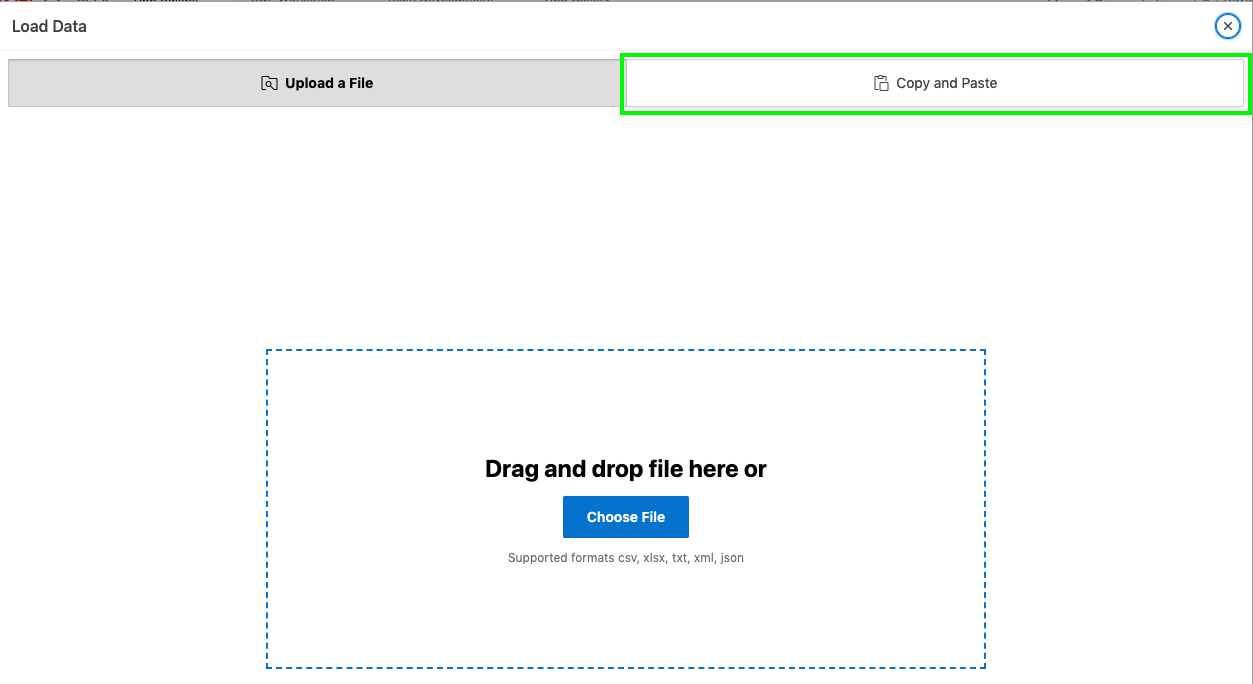 Load Data
Upload a File
Copy and Paste
Drag and drop file here or
Choose File
Supported formats csv, xlsx, txt, xml, json